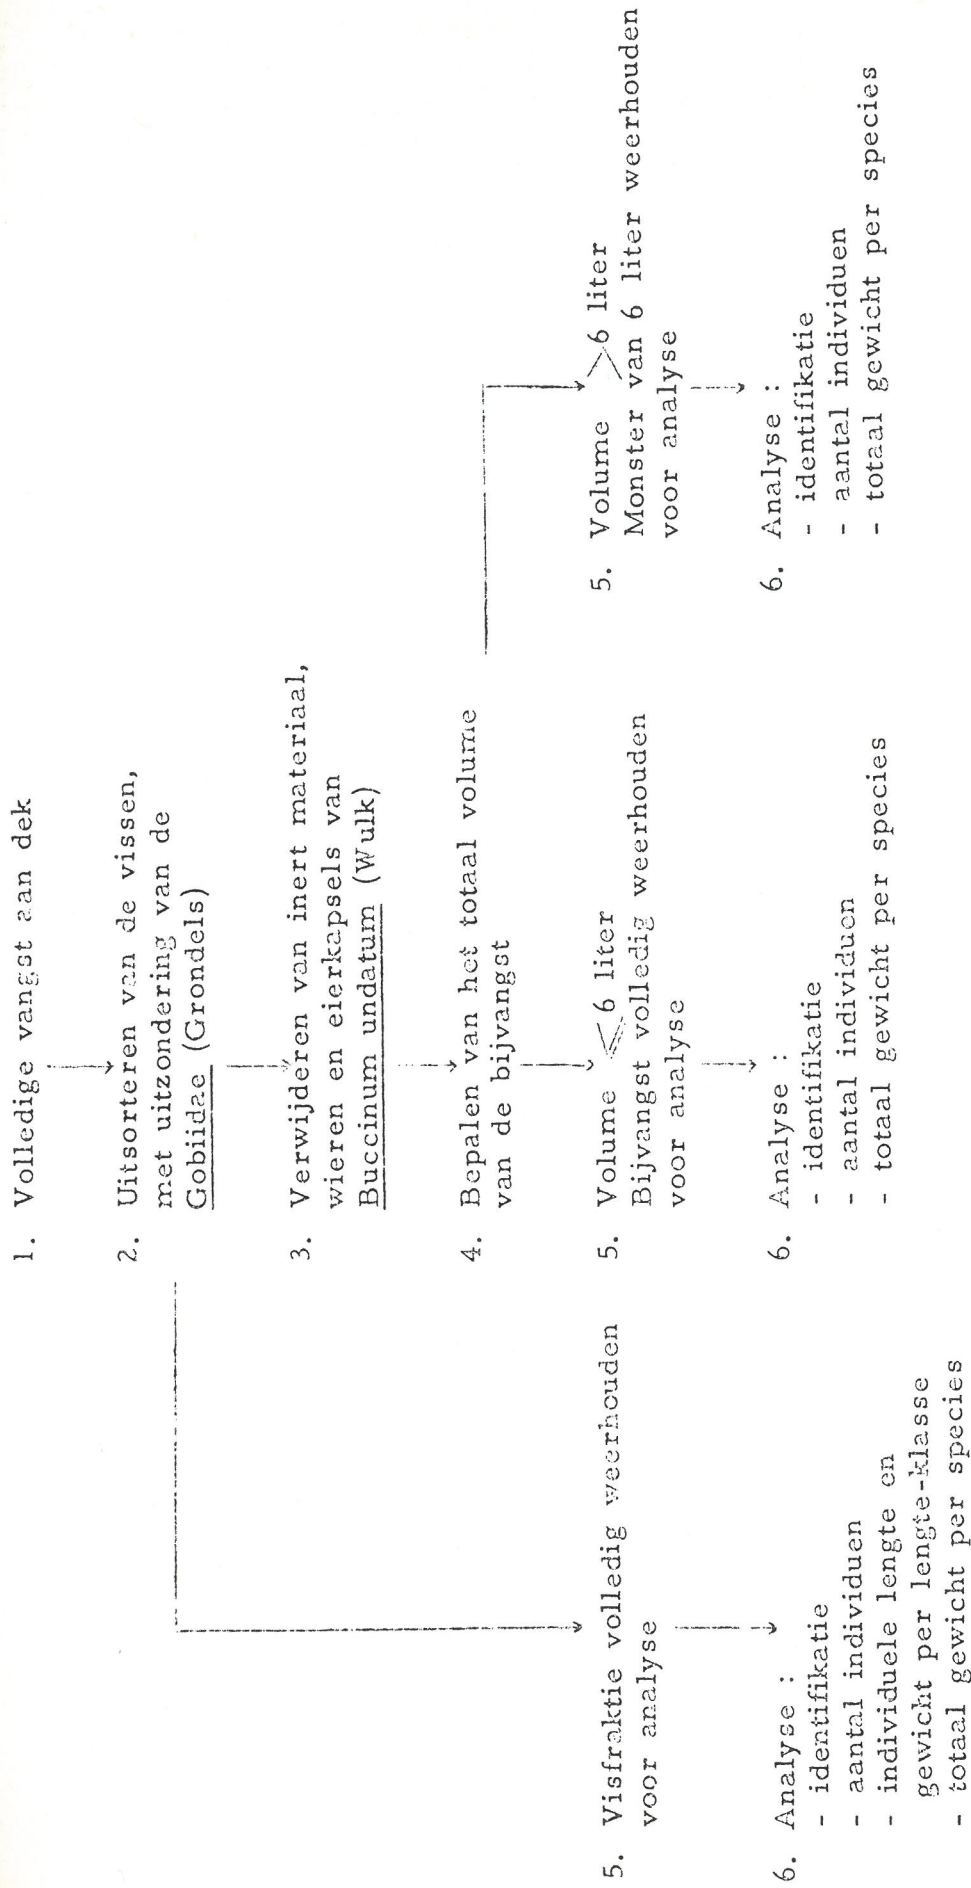 1. Volledige vangst aan dek
2. Uitsorteren van de vissen,
met uitzondering van de
Gobiidae (Grondels)
3. Verwijderen van inert materiaal,
wieren en eierkapsels van
Buccinum undatum (Wulk)
4. Bepalen van het totaal volume
van de bijvangst
5. Visfraktie volledig weerhouden
voor analyse
6. Analyse :
- identifikatie
- aantal individuen
- individuele lengte en
gewicht per lengte-klasse
- totaal gewicht per species
5. Volume ⩽ 6 liter
Bijvangst volledig weerhouden
voor analyse
6. Analyse :
- identifikatie
- aantal individuen
- totaal gewicht per species
5. Volume >6 liter
Monster van 6 liter weerhouden
voor analyse
6. Analyse :
- identifikatie
- aantal individuen
- totaal gewicht per species